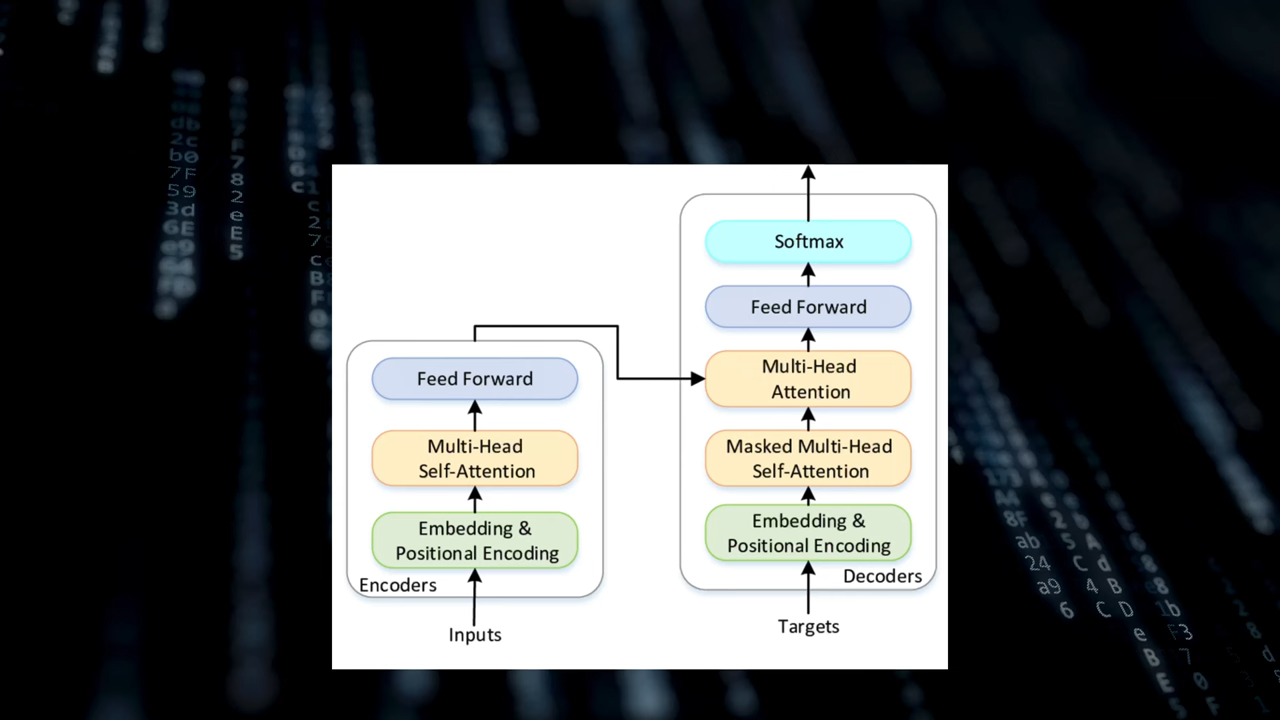 Softmax
Feed Forward
Multi-Head
Attention
Masked Multi-Head
Self-Attention
Embedding &
Positional Encoding
Decoders
Targets
Feed Forward
Multi-Head
Self-Attention
Embedding &
Positional Encoding
Encoders
Inputs